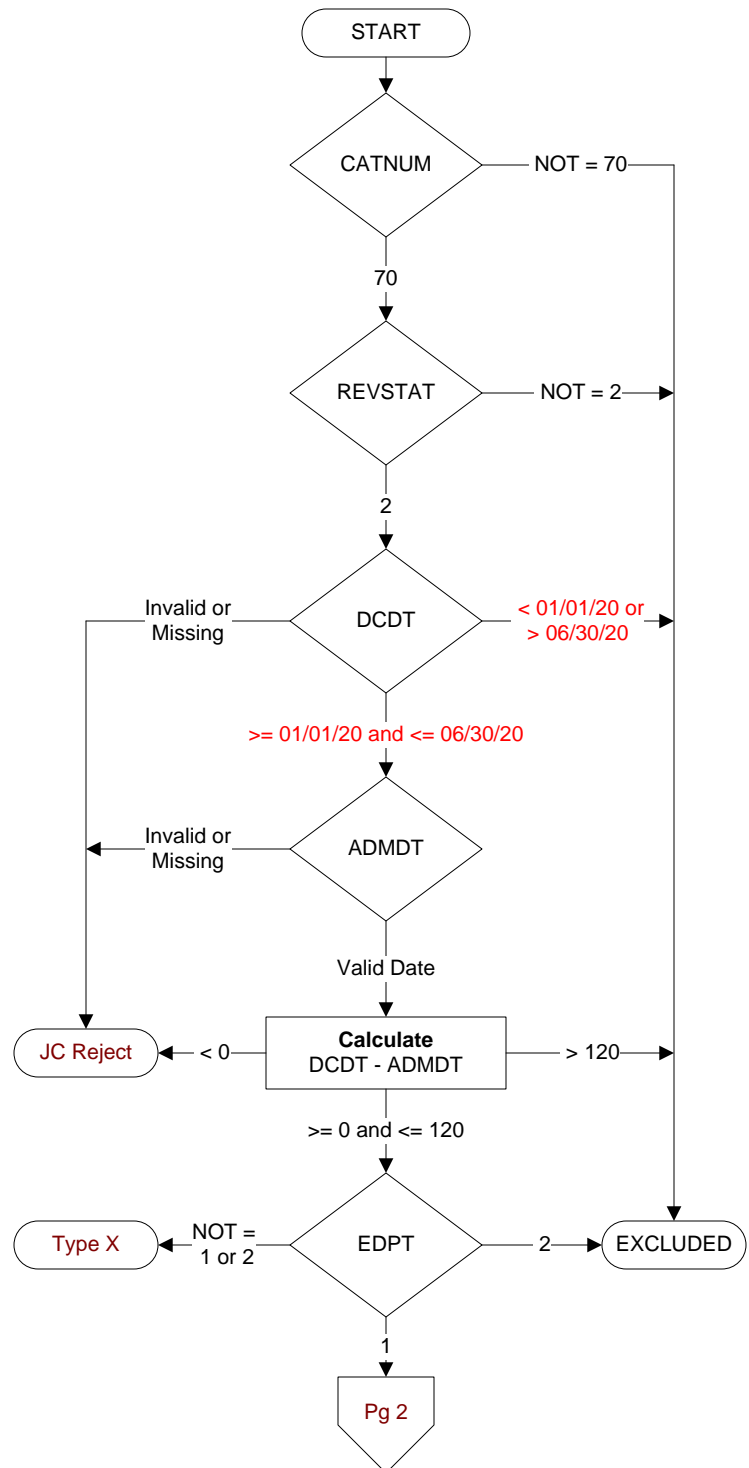 START
CATNUM
NOT = 70
70
REVSTAT
NOT = 2
2
Invalid or
Missing
DCDT
< 01/01/20 or
> 06/30/20
>= 01/01/20 and <= 06/30/20
Invalid or
Missing
ADMDT
Valid Date
JC Reject
< 0
Calculate
DCDT - ADMDT
> 120
>= 0 and <= 120
Type X
NOT =
1 or 2
EDPT
2
EXCLUDED
1
Pg 2